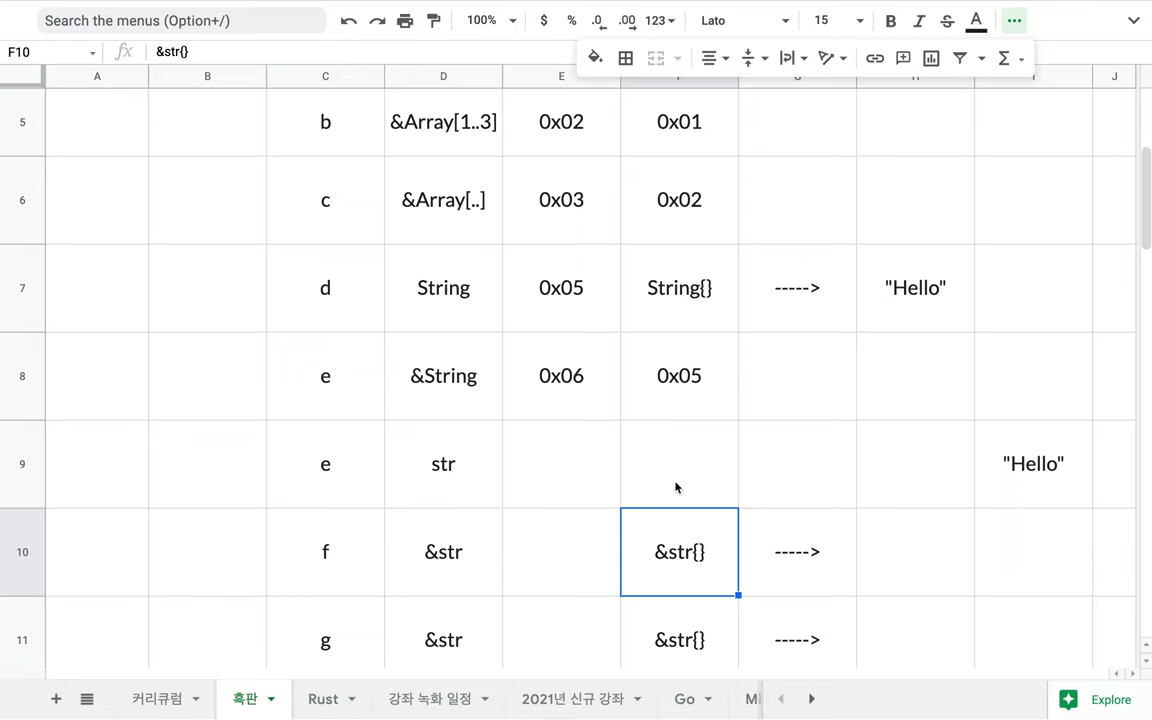 Search the menus (Option+/) 100% $ % .0 .00 123 Lato 15 B I S A
F10 fx &str{}
A B C D E F G H I J
5 b &Array[1..3] 0x02 0x01
6 c &Array[..] 0x03 0x02
7 d String 0x05 String{} -----> "Hello"
8 e &String 0x06 0x05
9 e str "Hello"
10 f &str &str{} ----->
11 g &str &str{} ----->
커리큐럼 흑판 Rust 강좌 녹화 일정 2021년 신규 강좌 Go Mi Explore